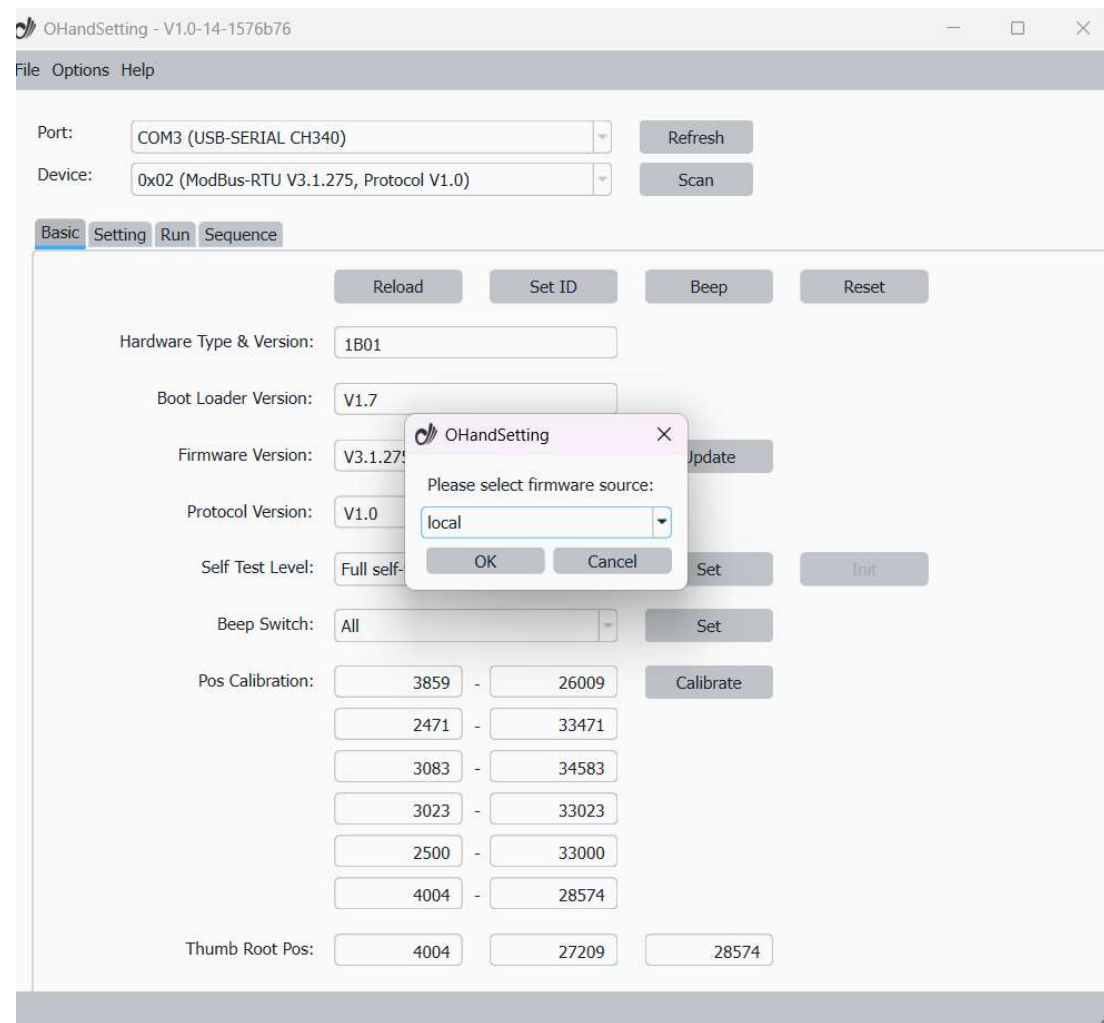 OHandSetting - V1.0-14-1576b76
File Options Help
Port: COM3 (USB-SERIAL CH340) Refresh
Device: 0x02 (ModBus-RTU V3.1.275, Protocol V1.0) Scan
Basic Setting Run Sequence
Reload Set ID Beep Reset
Hardware Type & Version: 1B01
Boot Loader Version: V1.7
OHandSetting
Firmware Version: V3.1.275 Update
Please select firmware source:
Protocol Version: V1.0
local
OK Cancel
Self Test Level: Full self- Set Init
Beep Switch: All Set
Pos Calibration: 3859 - 26009 Calibrate
2471 - 33471
3083 - 34583
3023 - 33023
2500 - 33000
4004 - 28574
Thumb Root Pos: 4004 27209 28574